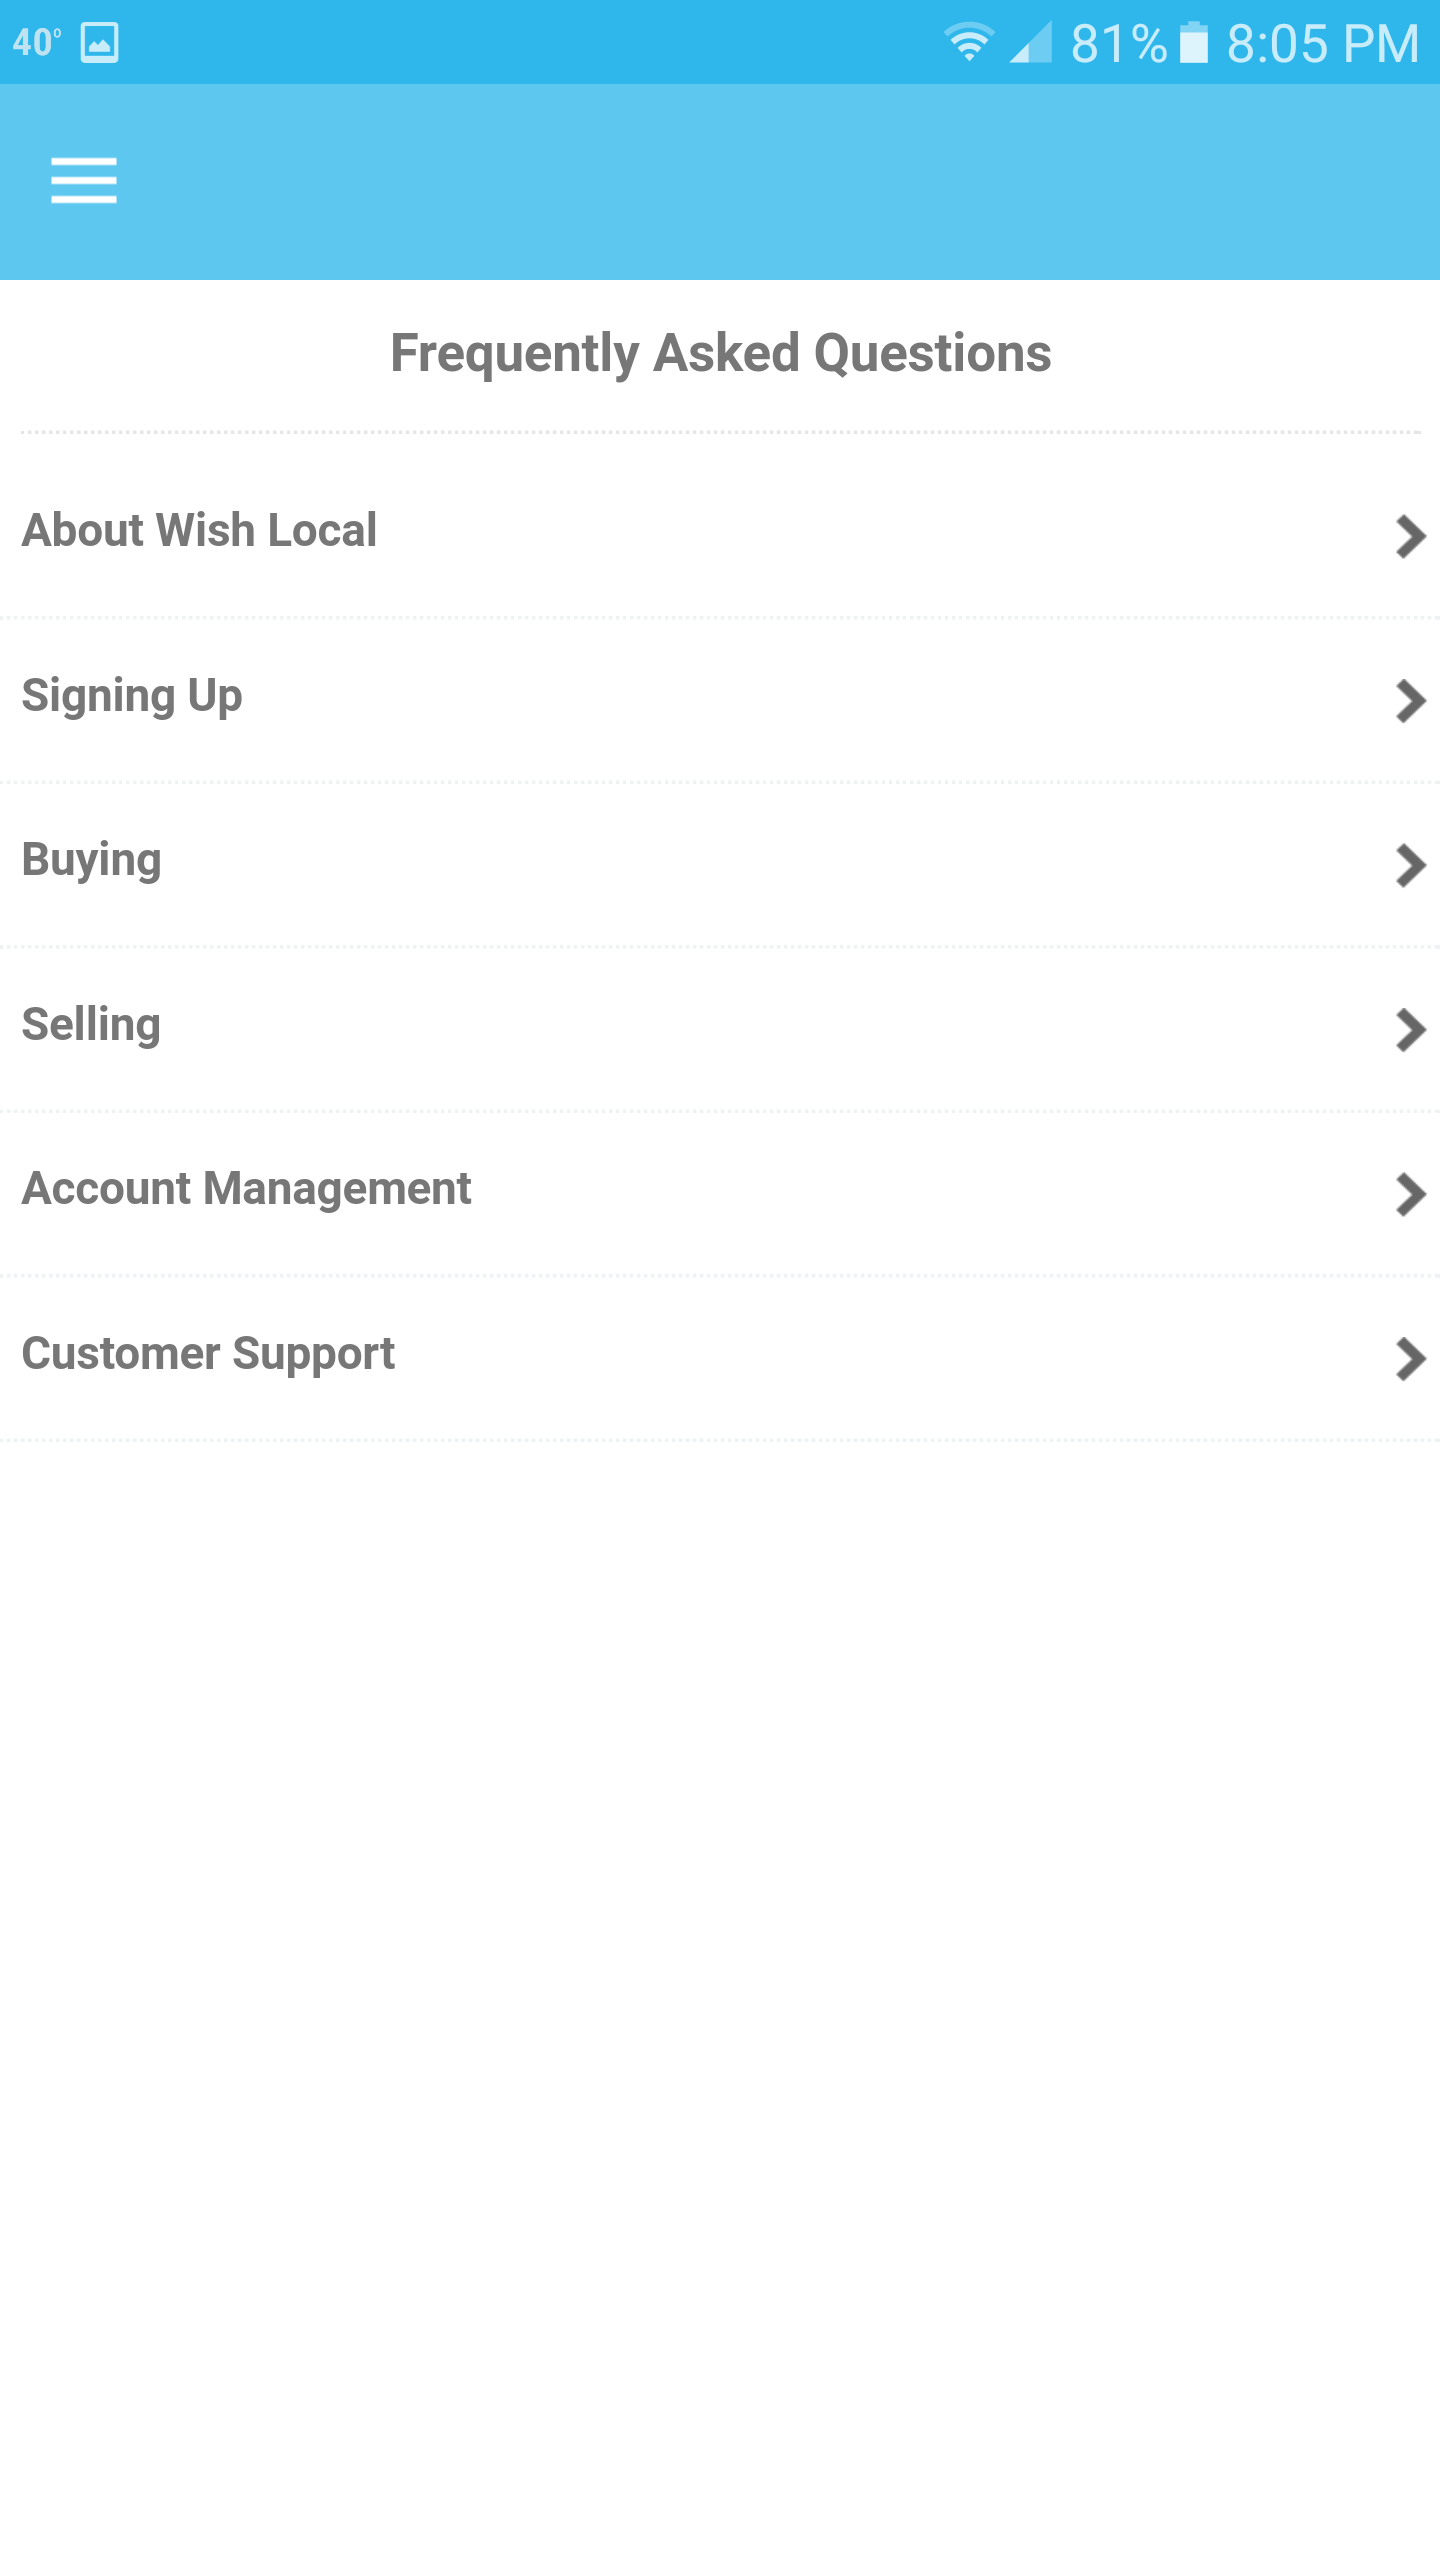 40° 81% 8:05 PM
Frequently Asked Questions
About Wish Local
Signing Up
Buying
Selling
Account Management
Customer Support